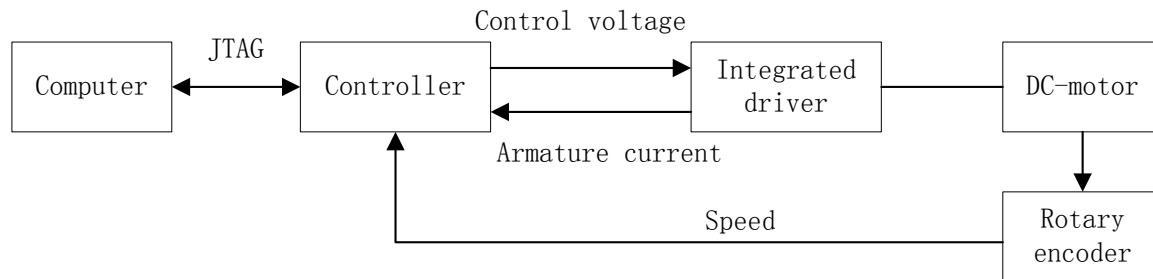 Control voltage
JTAG
Computer
Controller
Integrated
driver
DC-motor
Armature current
Speed
Rotary
encoder